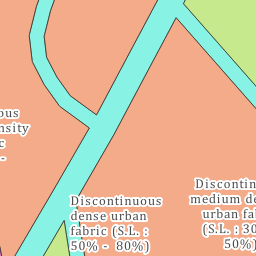 ous
nsity
c
-
Discontinuous
dense urban
fabric (S.L. :
50% - 80%)
Discontin
medium de
urban fa
(S.L. : 30
50%)